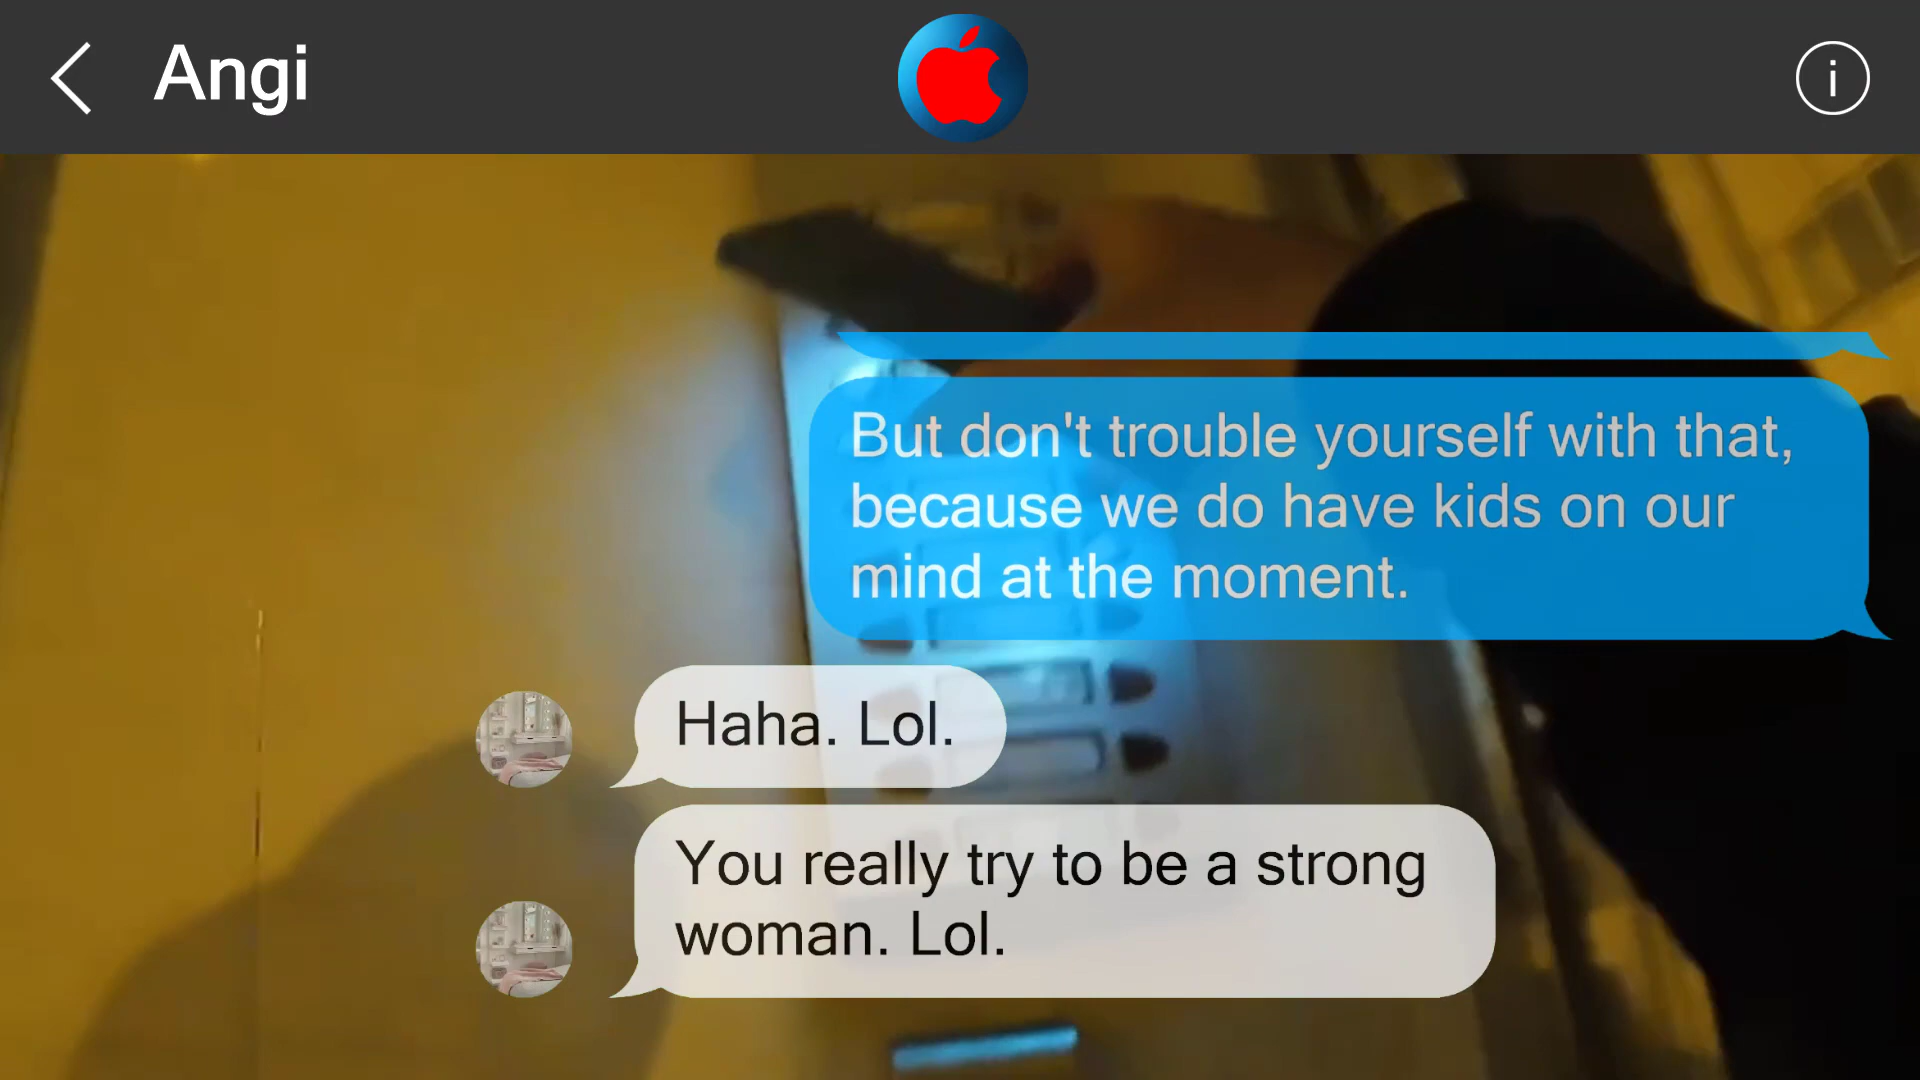 Angi
i
But don't trouble yourself with that,
because we do have kids on our
mind at the moment.
Haha. Lol.
You really try to be a strong
woman. Lol.